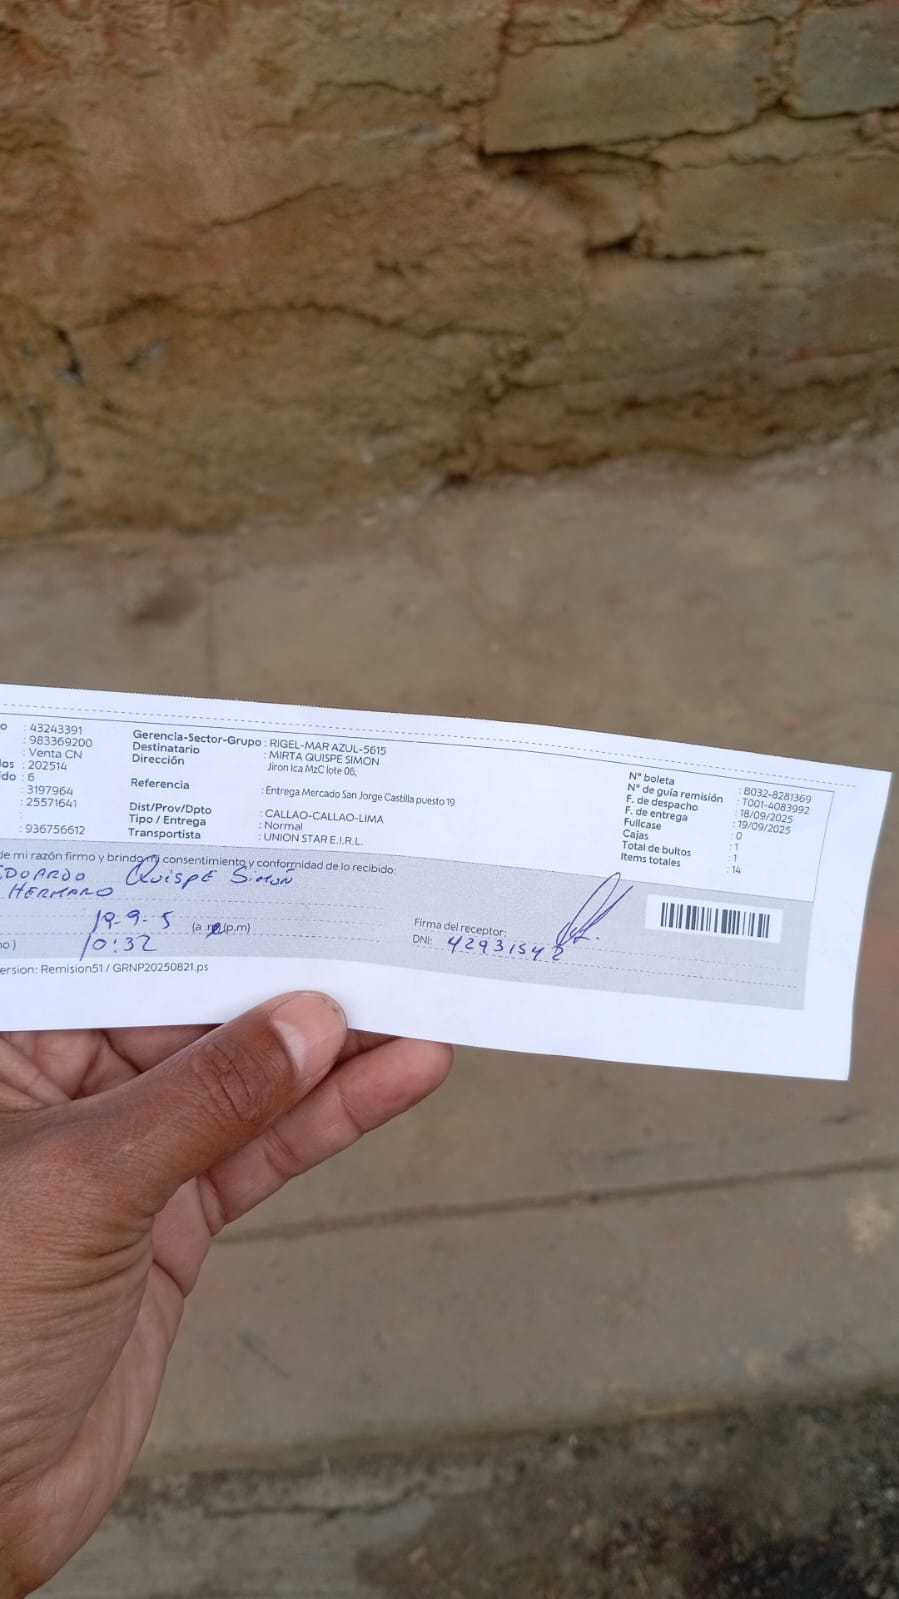 o : 43243391
: 983369200
: Venta CN
os : 202514
ido : 6
: 3197964
: 25571641
:
: 936756612
Gerencia-Sector-Grupo : RIGEL-MAR AZUL-5615
Destinatario : MIRTA QUISPE SIMON
Dirección Jiron Ica MzC lote 06,
Referencia : Entrega Mercado San Jorge Castilla puesto 19
Dist/Prov/Dpto : CALLAO-CALLAO-LIMA
Tipo / Entrega : Normal
Transportista : UNION STAR E.I.R.L.
N° boleta : B032-8281369
N° de guía remisión : T001-4083992
F. de despacho : 18/09/2025
F. de entrega : 19/09/2025
Fullcase : 0
Cajas : 1
Total de bultos : 1
Items totales : 14
de mi razón firmo y brindo mi consentimiento y conformidad de lo recibido:
DOARDO QUISPE SIMON
HERMANO
19-9-5 (a.m/p.m)
no ) 10:32
Firma del receptor:
DNI: 42931542
ersion: Remision51 / GRNP20250821.ps